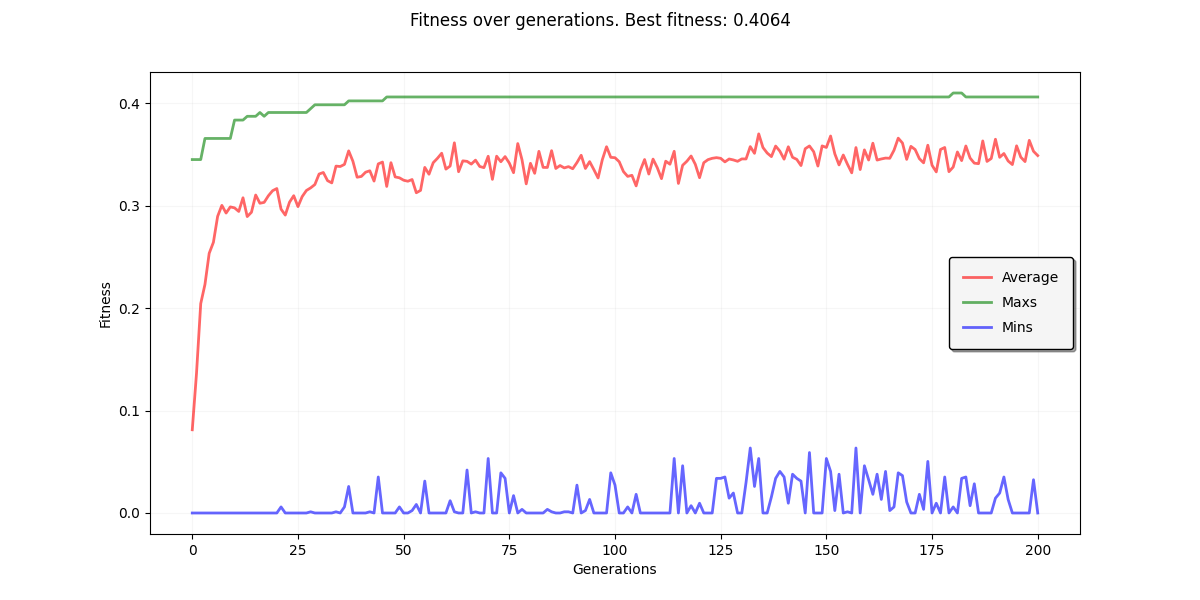 Fitness over generations. Best fitness: 0.4064
0.4
0.3
0.2
0.1
0.0
Fitness
Average
Maxs
Mins
0 25 50 75 100 125 150 175 200
Generations